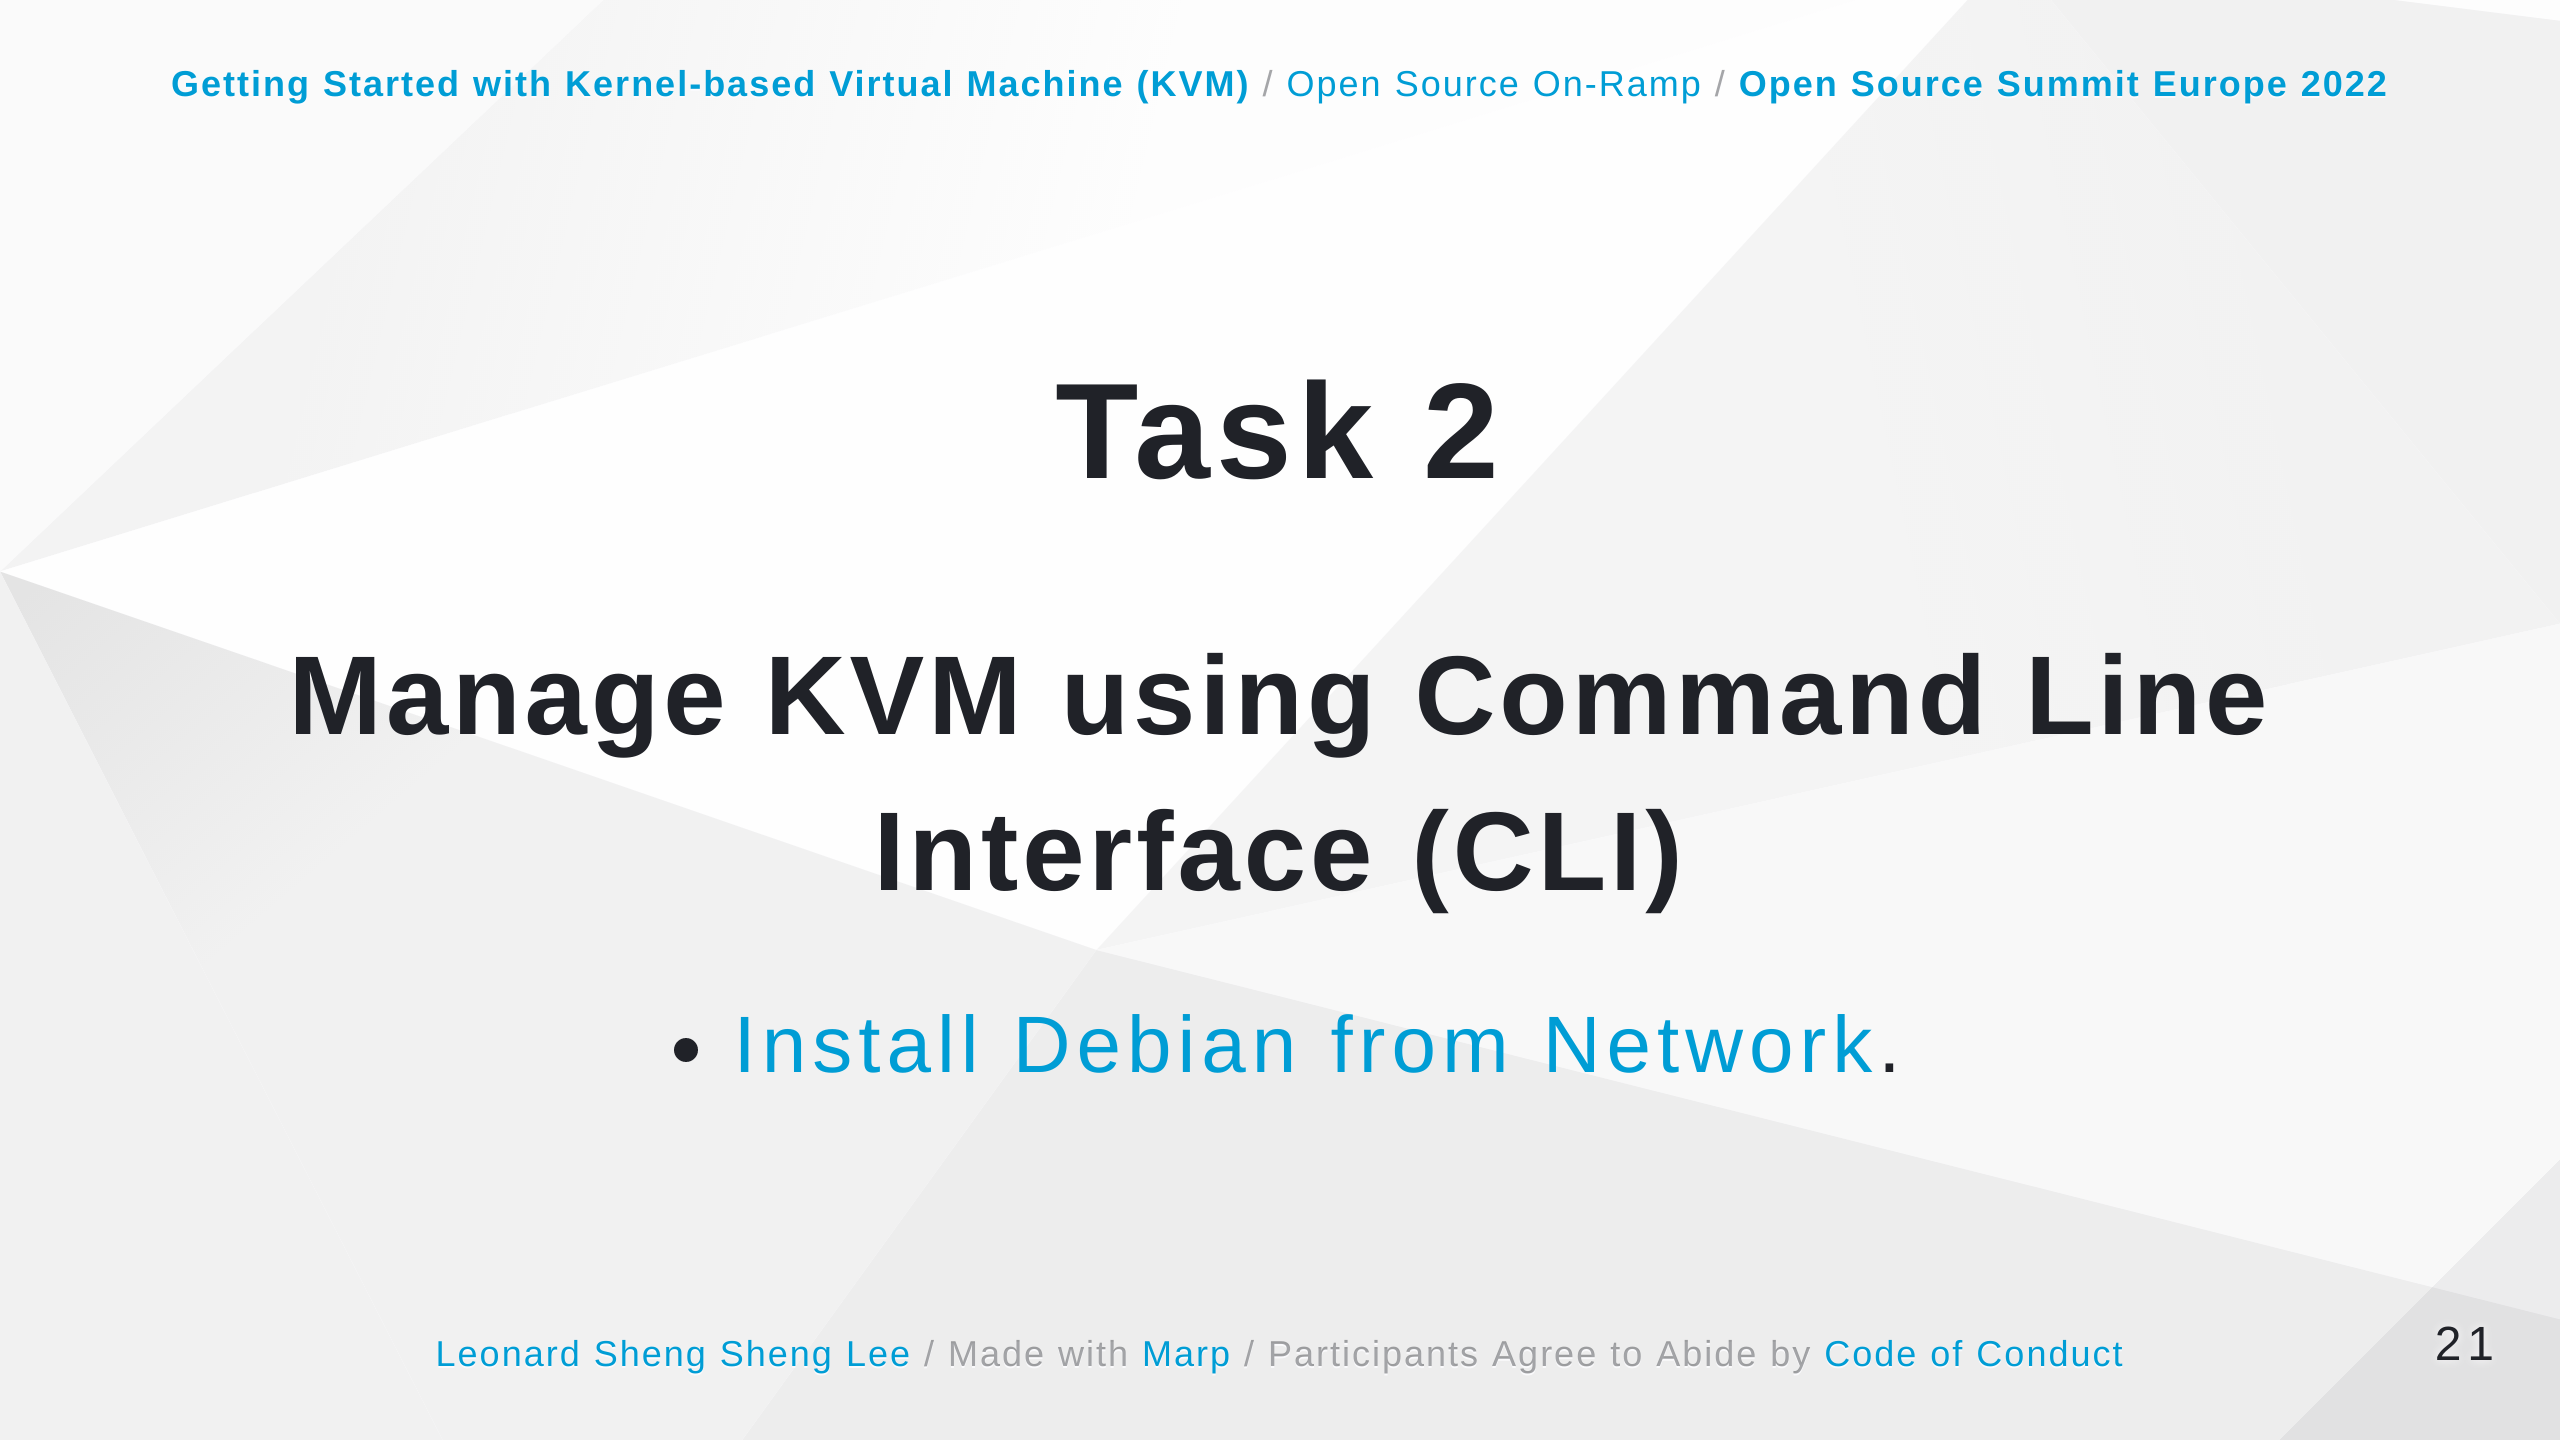 Getting Started with Kernel-based Virtual Machine (KVM) / Open Source On-Ramp / Open Source Summit Europe 2022
Task 2
Manage KVM using Command Line
Interface (CLI)
• Install Debian from Network.
Leonard Sheng Sheng Lee / Made with Marp / Participants Agree to Abide by Code of Conduct
21